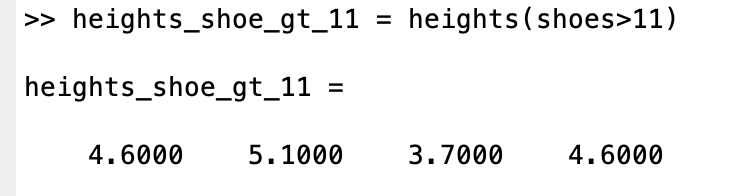 >> heights_shoe_gt_11 = heights(shoes>11)
heights_shoe_gt_11 =
4.6000 5.1000 3.7000 4.6000